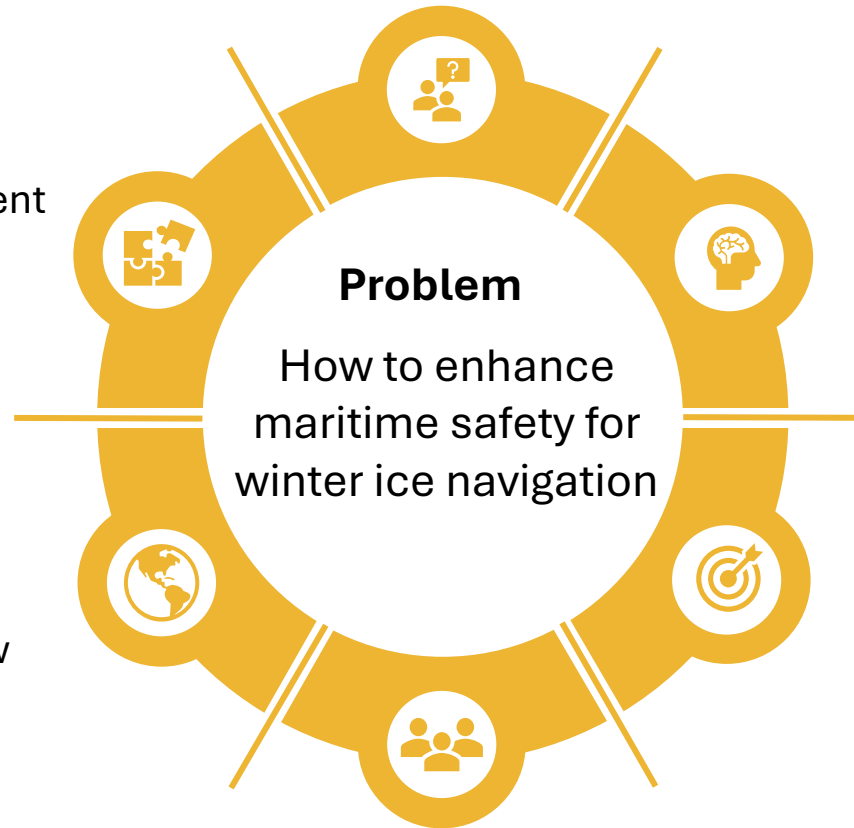 ?
Problem
How to enhance
maritime safety for
winter ice navigation